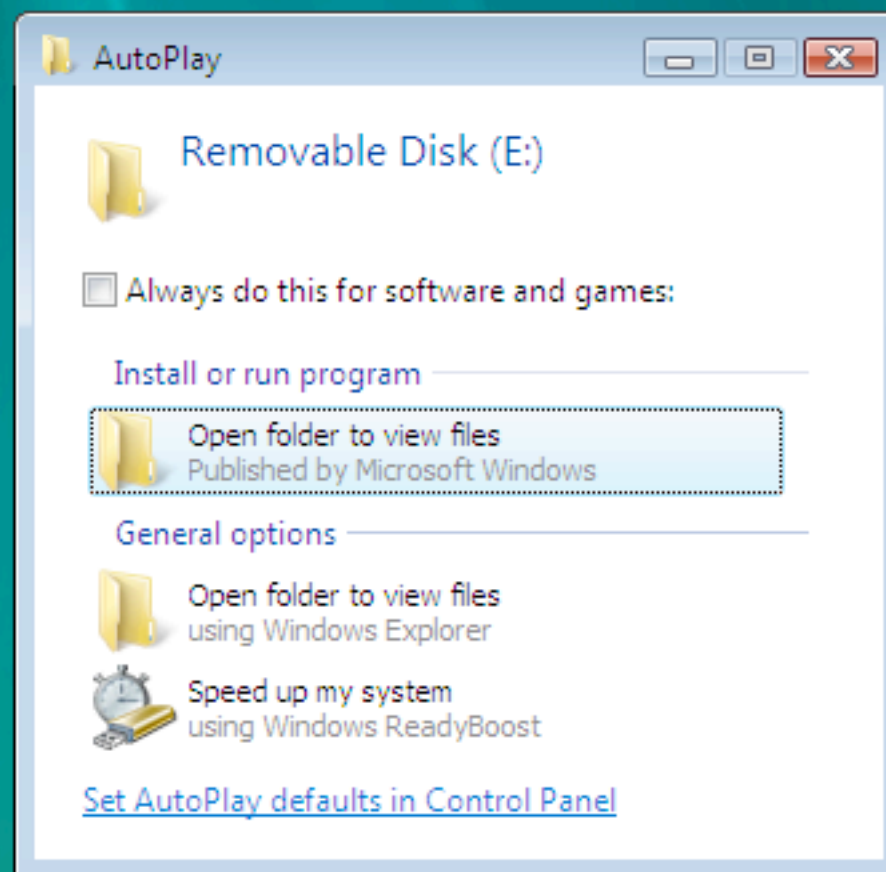 AutoPlay
Removable Disk (E:)
Always do this for software and games:
Install or run program
Open folder to view files
Published by Microsoft Windows
General options
Open folder to view files
using Windows Explorer
Speed up my system
using Windows ReadyBoost
Set AutoPlay defaults in Control Panel